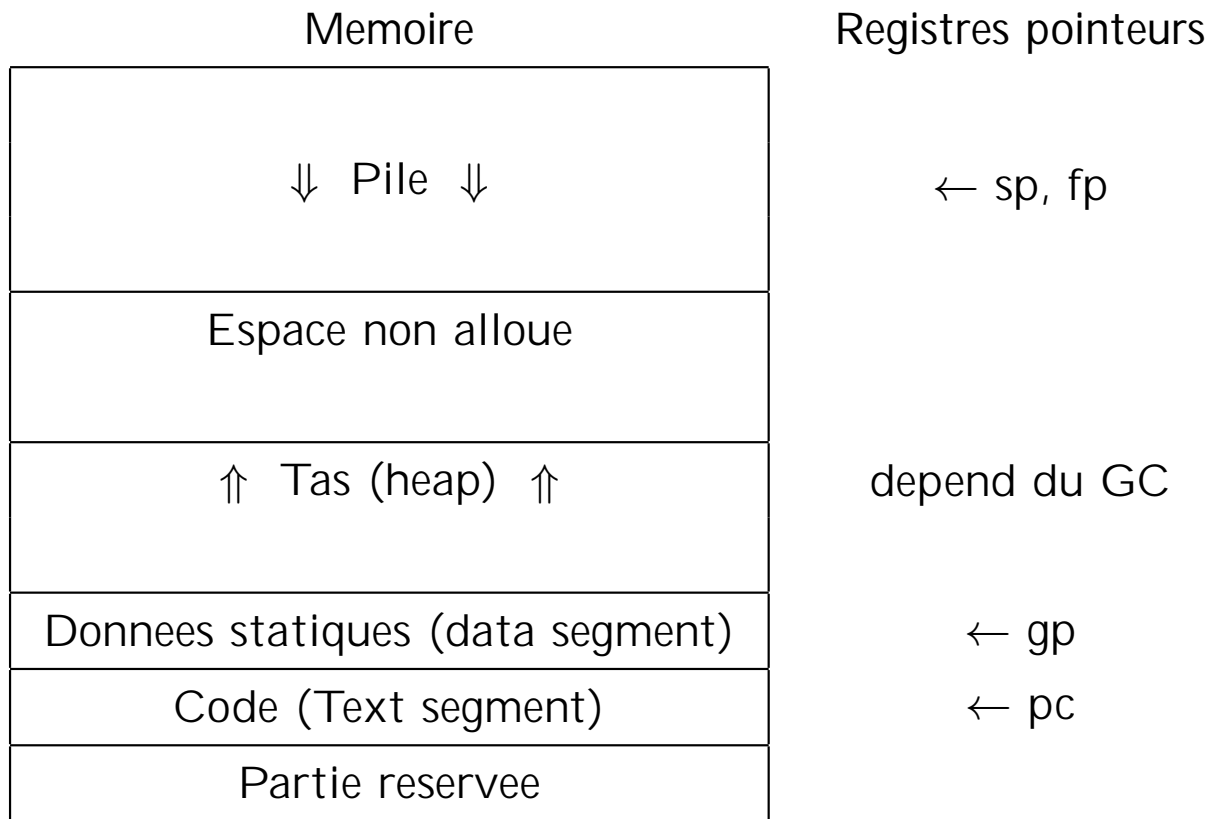 Memoire Registres pointeurs
⇓ Pile ⇓ ← sp, fp
Espace non alloue
⇑ Tas (heap) ⇑ depend du GC
Donnees statiques (data segment) ← gp
Code (Text segment) ← pc
Partie reservee